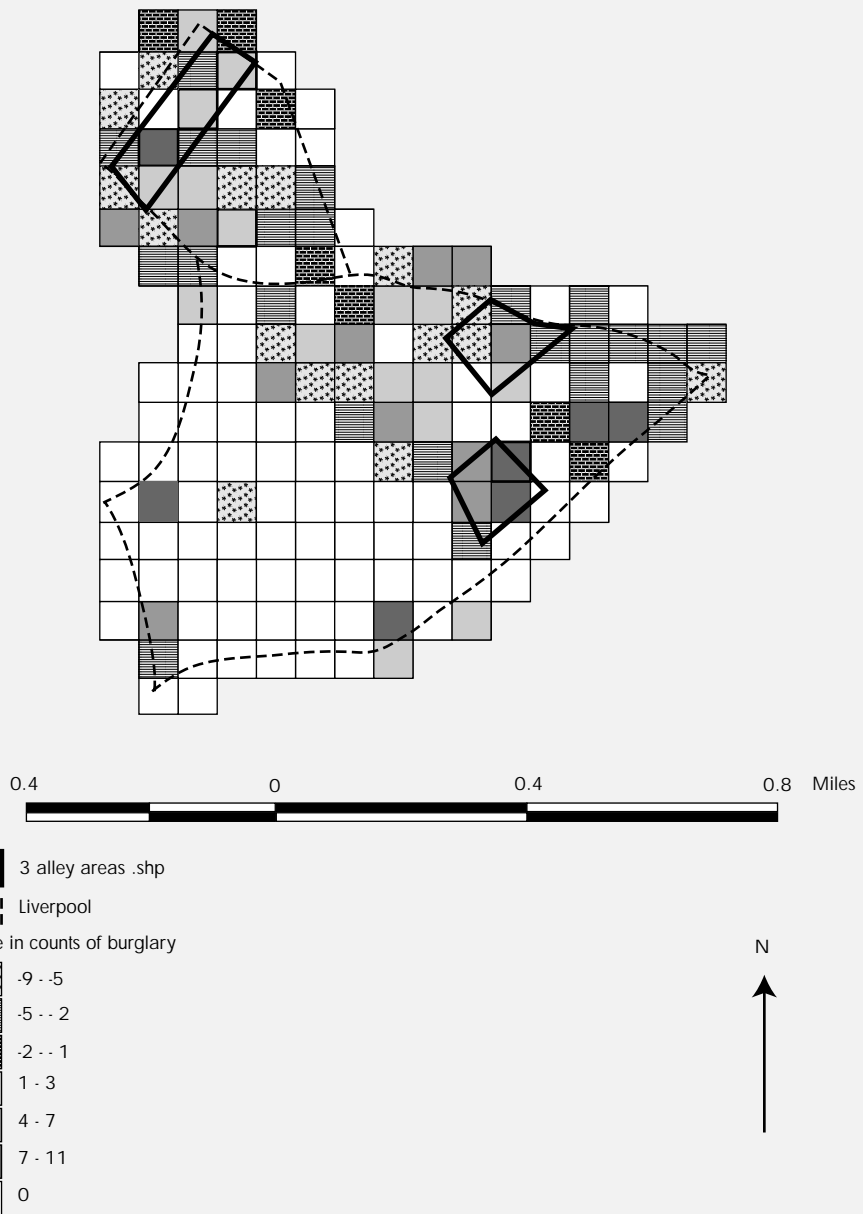 0.4 0 0.4 0.8 Miles
3 alley areas .shp
Liverpool
in counts of burglary
N
-9 - -5
-5 - - 2
-2 - - 1
1 - 3
4 - 7
7 - 11
0